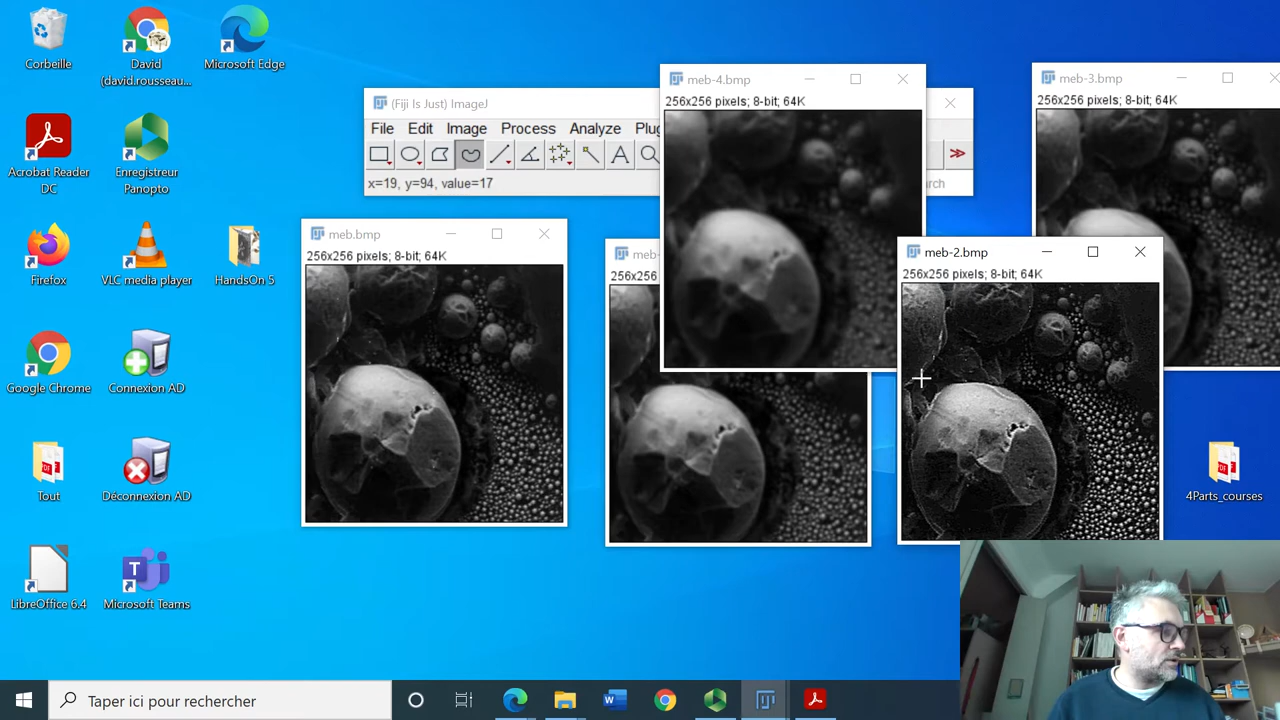 Corbeille
David
(david.rousseau...
Microsoft Edge
Acrobat Reader
DC
Enregistreur
Panopto
Firefox
VLC media player
HandsOn 5
Google Chrome
Connexion AD
Tout
Déconnexion AD
LibreOffice 6.4
Microsoft Teams
(Fiji Is Just) ImageJ
File Edit Image Process Analyze Plug
x=19, y=94, value=17
arch
meb-4.bmp
256x256 pixels; 8-bit; 64K
meb-3.bmp
256x256 pixels; 8-bit; 64K
meb.bmp
256x256 pixels; 8-bit; 64K
meb-
256x256
meb-2.bmp
256x256 pixels; 8-bit; 64K
4Parts_courses
Taper ici pour rechercher